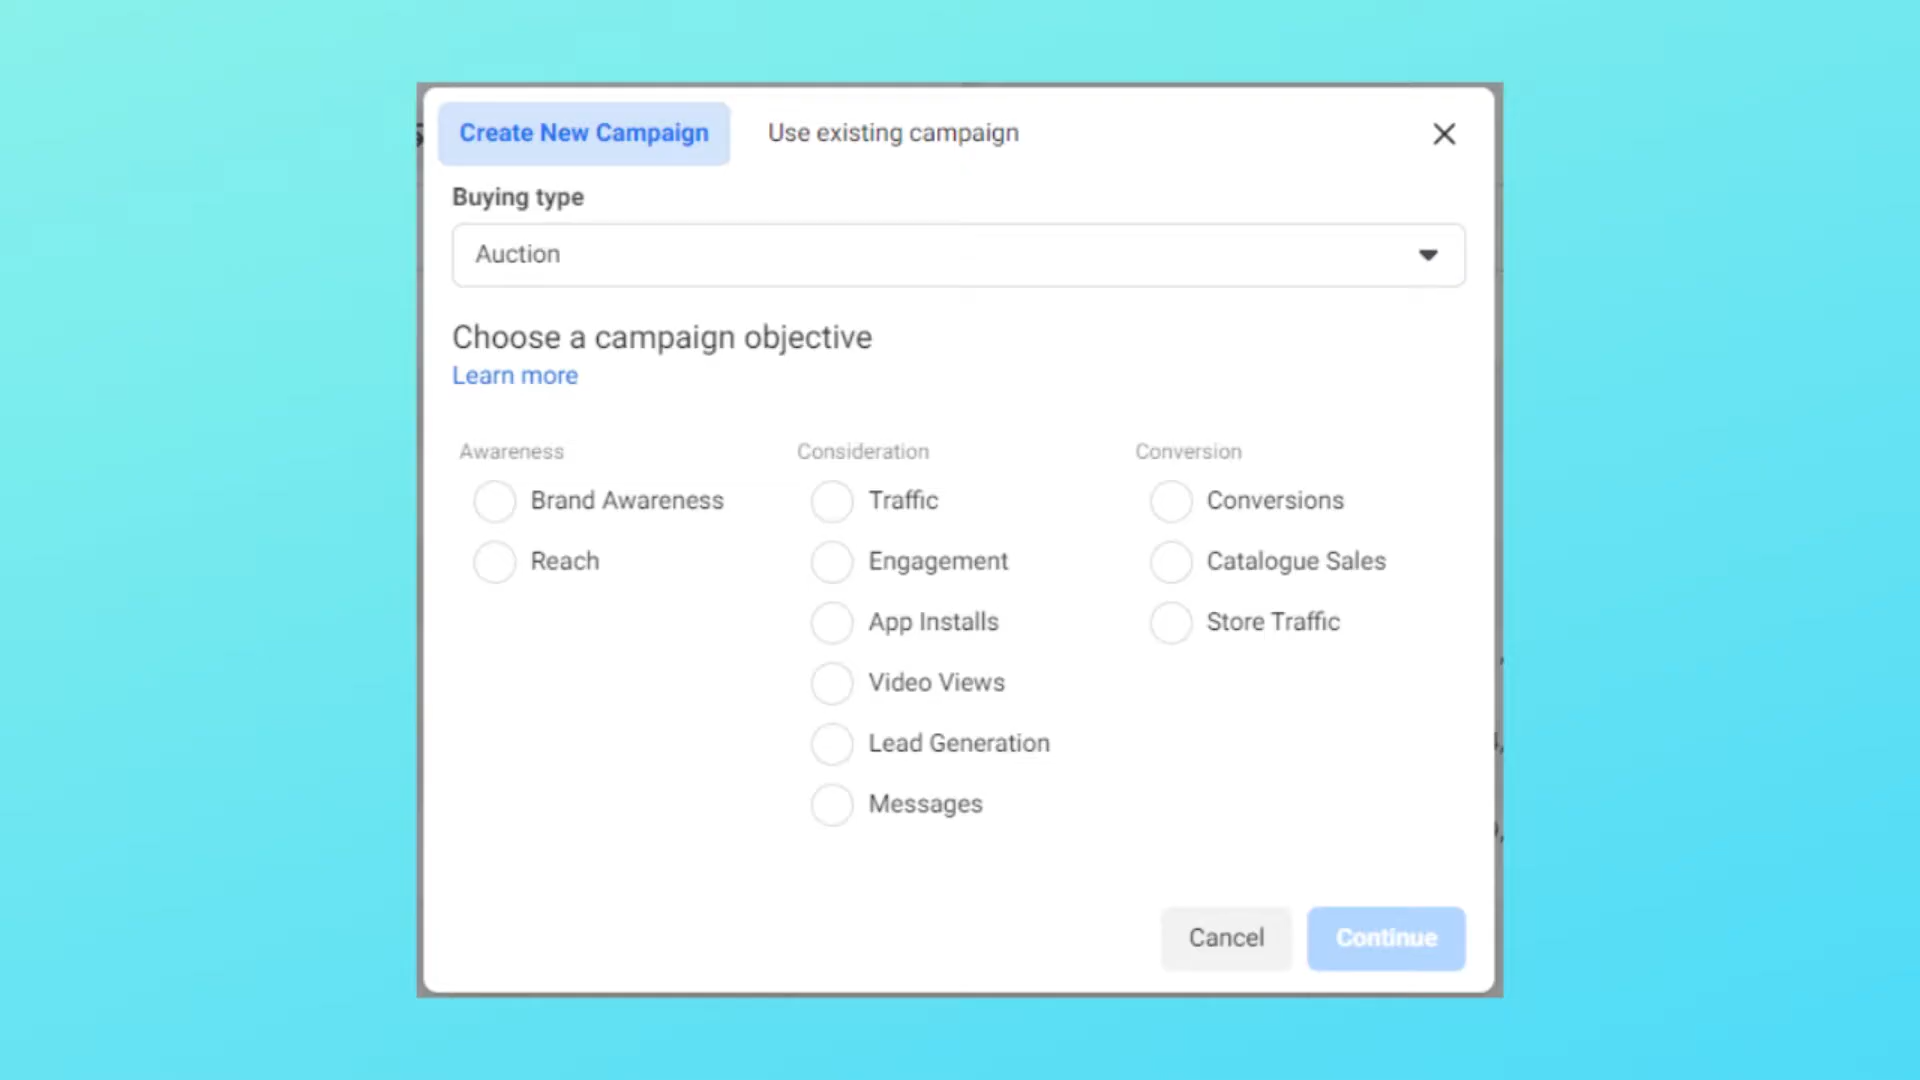 Create New Campaign
Use existing campaign
Buying type
Auction
Choose a campaign objective
Learn more
Awareness
Brand Awareness
Reach
Consideration
Traffic
Engagement
App Installs
Video Views
Lead Generation
Messages
Conversion
Conversions
Catalogue Sales
Store Traffic
Cancel
Continue